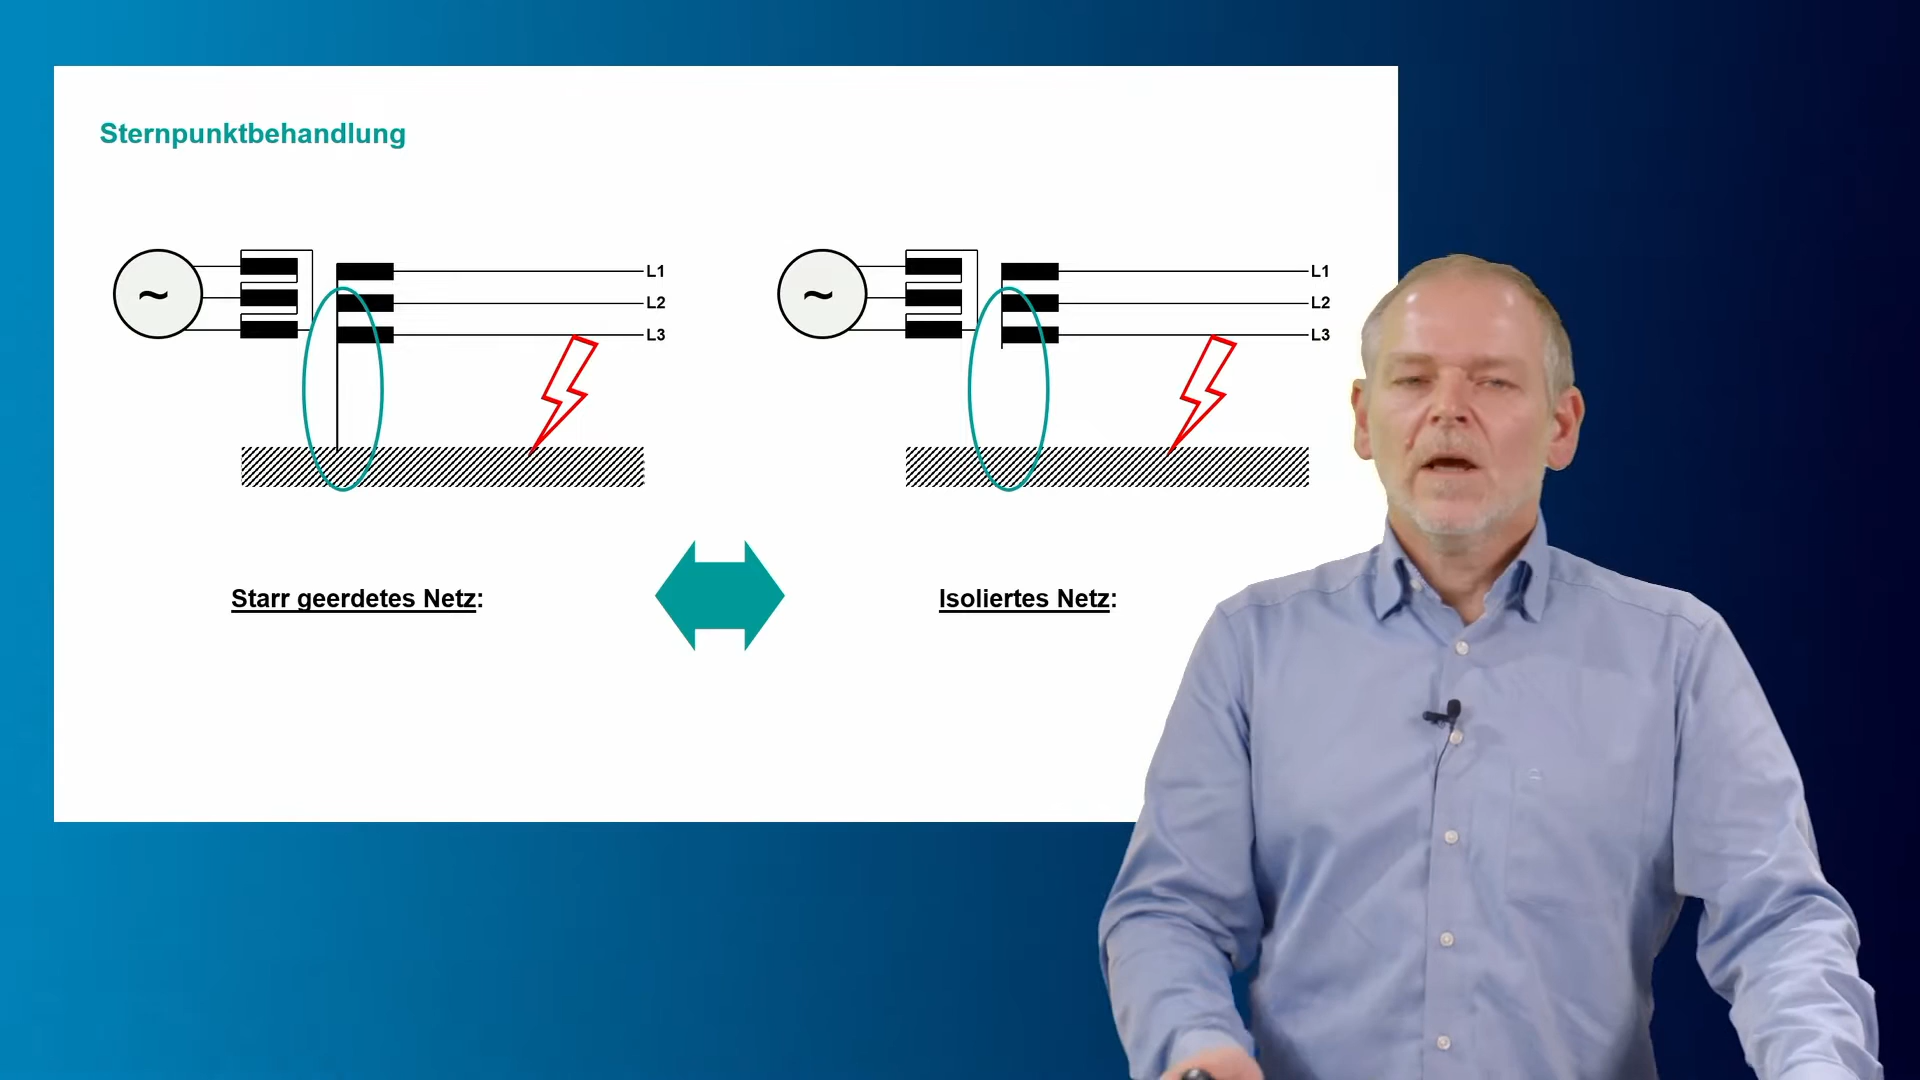 Sternpunktbehandlung
~
L1
L2
L3
~
L1
L2
L3
Starr geerdetes Netz:
Isoliertes Netz: